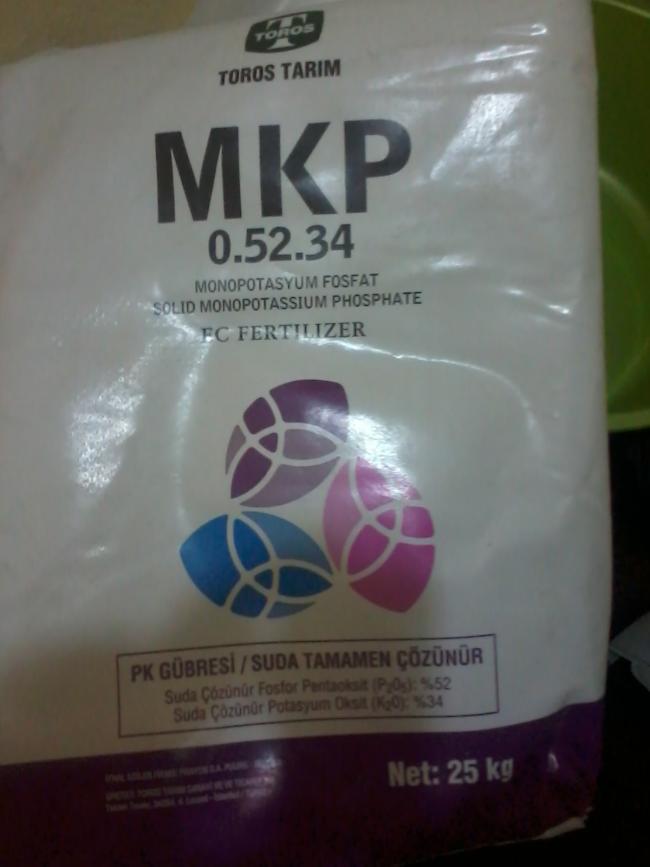 TOROS
TOROS TARIM
MKP
0.52.34
MONOPOTASYUM FOSFAT
SOLID MONOPOTASSIUM PHOSPHATE
EC FERTILIZER
PK GÜBRESİ / SUDA TAMAMEN ÇÖZÜNÜR
Suda Çözünür Fosfor Pentaoksit (P₂O₅): %52
Suda Çözünür Potasyum Oksit (K₂O): %34
Net: 25 kg